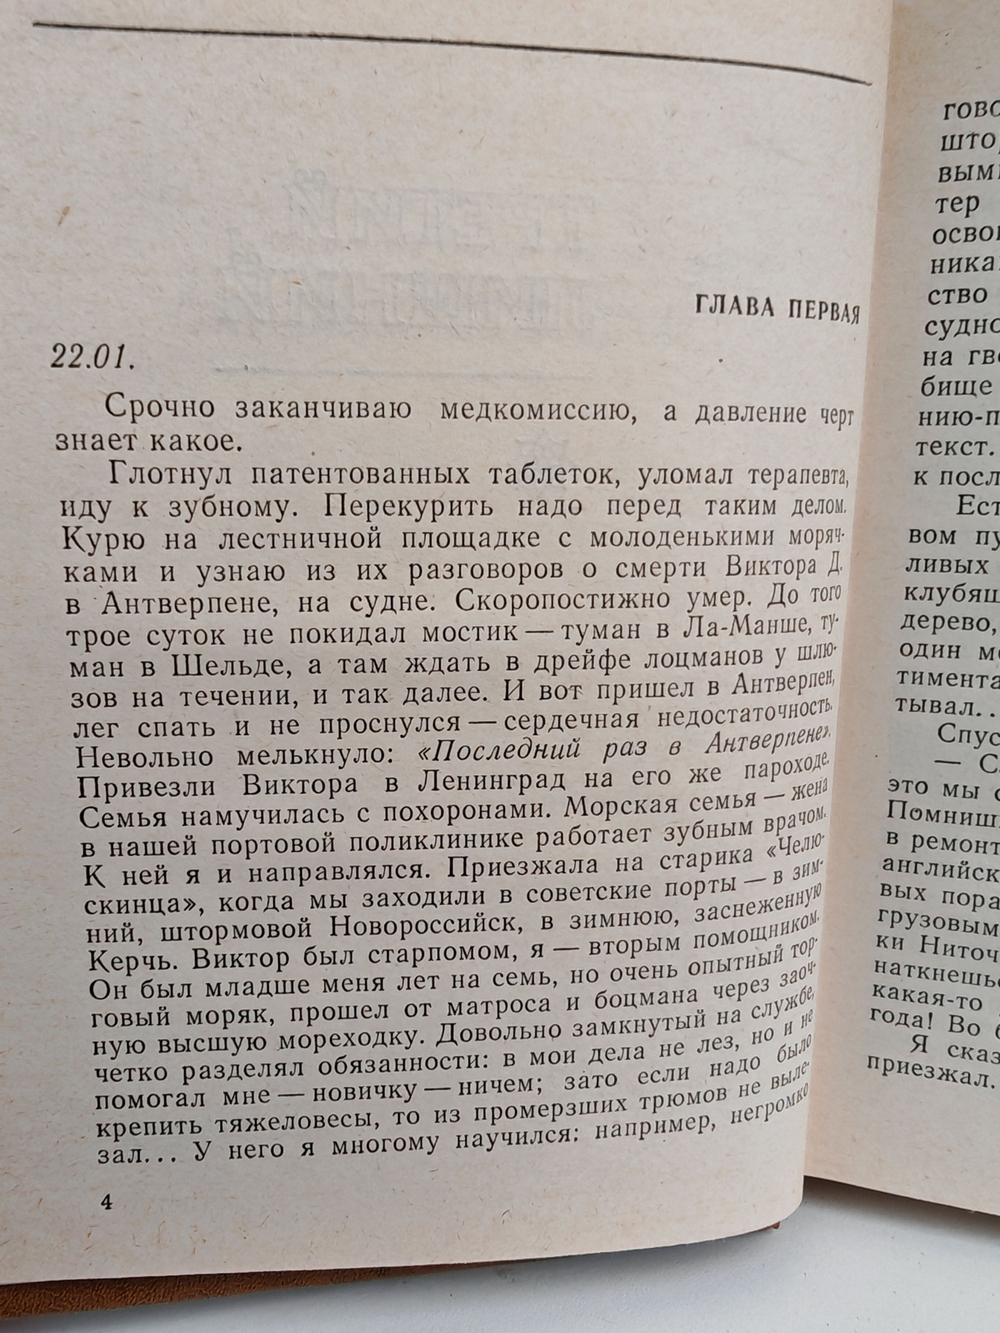 ГЛАВА ПЕРВАЯ
22.01.
Срочно заканчиваю медкомиссию, а давление черт
знает какое.
Глотнул патентованных таблеток, уломал терапевта,
иду к зубному. Перекурить надо перед таким делом.
Курю на лестничной площадке с молоденькими моряч-
ками и узнаю из их разговоров о смерти Виктора Д.
в Антверпене, на судне. Скоропостижно умер. До того
трое суток не покидал мостик — туман в Ла-Манше, ту-
ман в Шельде, а там ждать в дрейфе лоцманов у шлю-
зов на течении, и так далее. И вот пришел в Антверпен,
лег спать и не проснулся — сердечная недостаточность.
Невольно мелькнуло: «Последний раз в Антверпене».
Привезли Виктора в Ленинград на его же пароходе.
Семья намучилась с похоронами. Морская семья — жена
в нашей портовой поликлинике работает зубным врачом.
К ней я и направлялся. Приезжала на старика «Челю-
скинца», когда мы заходили в советские порты — в зим-
ний, штормовой Новороссийск, в зимнюю, заснеженную
Керчь. Виктор был старпомом, я — вторым помощником.
Он был младше меня лет на семь, но очень опытный тор-
говый моряк, прошел от матроса и боцмана через заоч-
ную высшую мореходку. Довольно замкнутый на службе,
четко разделял обязанности: в мои дела не лез, но и не
помогал мне — новичку — ничем; зато если надо было
крепить тяжеловесы, то из промерзших трюмов не выле-
зал... У него я многому научился: например, негромко
4
гово
што
вым
тер
осво
ника
ство
судно
на гво
бище
нию-п
текст.
к посл
Ест
вом пу
ливых
клубящ
дерево,
один м
тимента
тывал..
Спус
— С
это мы с
Помниш
в ремонт
английск
вых пора
грузовым
ки Ниточ
наткнешь
какая-то
года! Во б
Я сказ
приезжал.